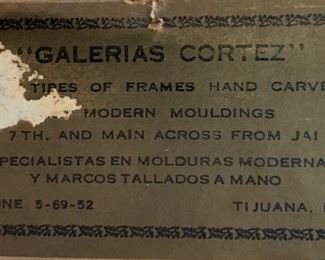 "GALERIAS CORTEZ"
TIPES OF FRAMES HAND CARVE
MODERN MOULDINGS
7TH. AND MAIN ACROSS FROM JAI
SPECIALISTAS EN MOLDURAS MODERNA
Y MARCOS TALLADOS A MANO
ONE 5-69-52 TIJUANA,